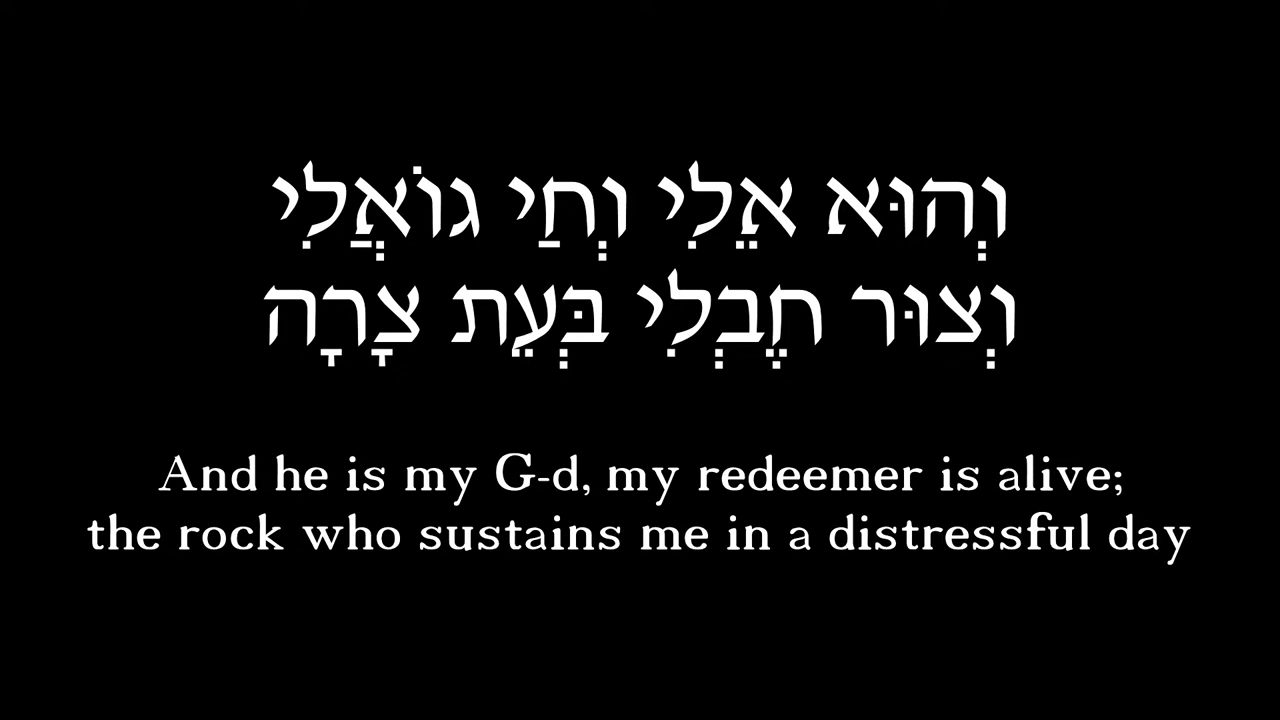 וְהוּא אֵלִי וְחַי גּוֹאֲלִי
וְצוּר חֶבְלִי בְּעֵת צָרָה
And he is my G-d, my redeemer is alive;
the rock who sustains me in a distressful day